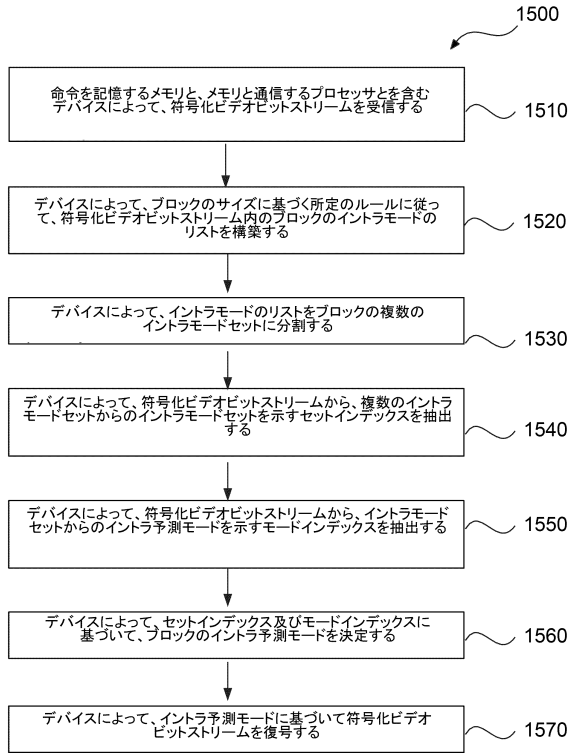 1500
命令を記憶するメモリと、メモリと通信するプロセッサとを含む
デバイスによって、符号化ビデオビットストリームを受信する
1510
デバイスによって、ブロックのサイズに基づく所定のルールに従っ
て、符号化ビデオビットストリーム内のブロックのイントラモードの
リストを構築する
1520
デバイスによって、イントラモードのリストをブロックの複数の
イントラモードセットに分割する
1530
デバイスによって、符号化ビデオビットストリームから、複数のイントラ
モードセットからのイントラモードセットを示すセットインデックスを抽出
する
1540
デバイスによって、符号化ビデオビットストリームから、イントラモード
セットからのイントラ予測モードを示すモードインデックスを抽出する
1550
デバイスによって、セットインデックス及びモードインデックスに
基づいて、ブロックのイントラ予測モードを決定する
1560
デバイスによって、イントラ予測モードに基づいて符号化ビデオ
ビットストリームを復号する
1570